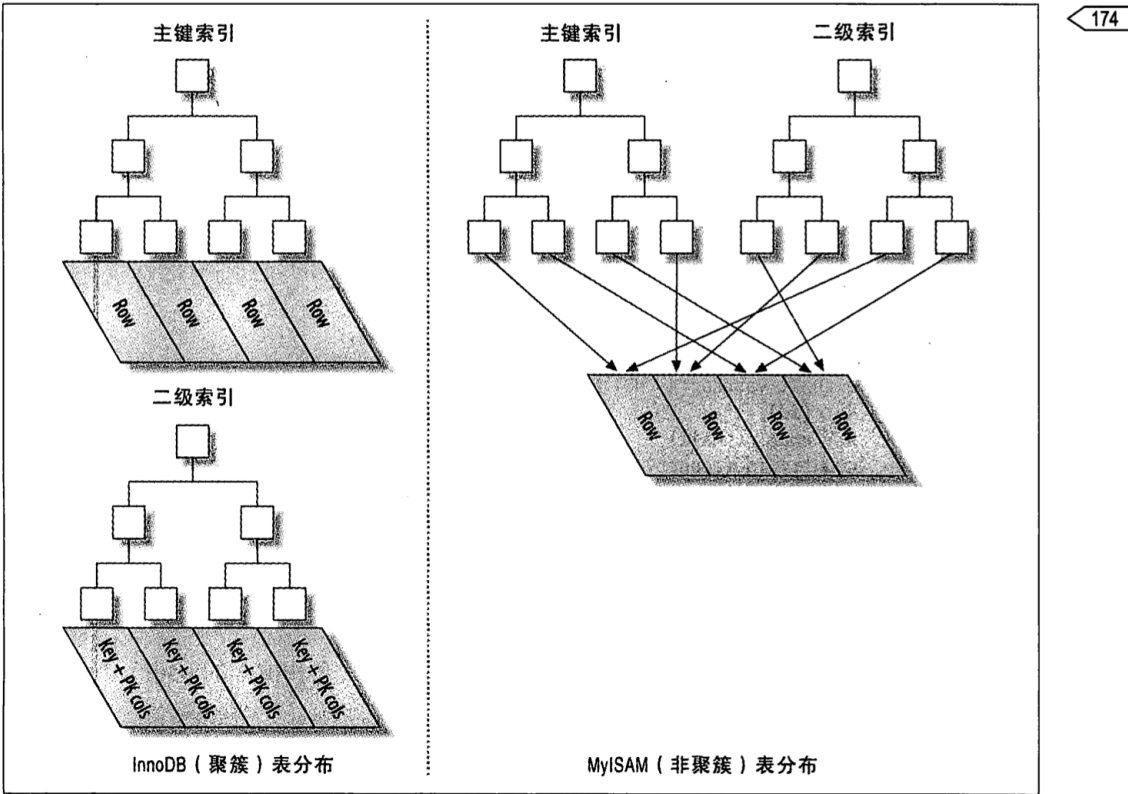 174
主键索引
Row
Row
Row
Row
二级索引
Key + PK cols
Key + PK cols
Key + PK cols
Key + PK cols
InnoDB（聚簇）表分布
主键索引
二级索引
Row
Row
Row
Row
MyISAM（非聚簇）表分布